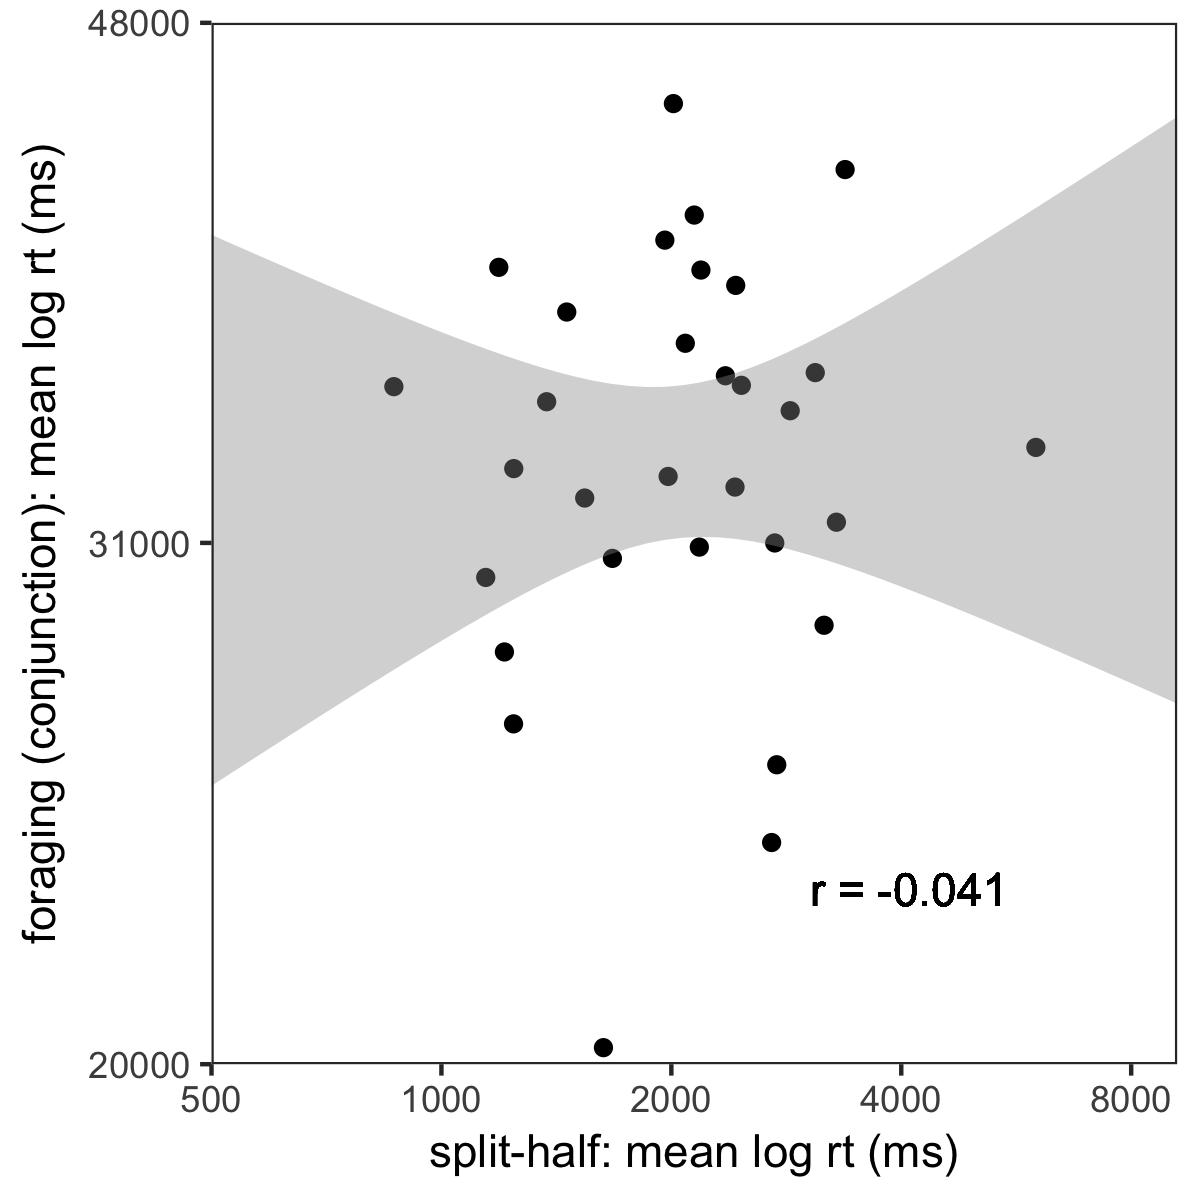 48000
31000
20000
foraging (conjunction): mean log rt (ms)
r = -0.041
500 1000 2000 4000 8000
split-half: mean log rt (ms)